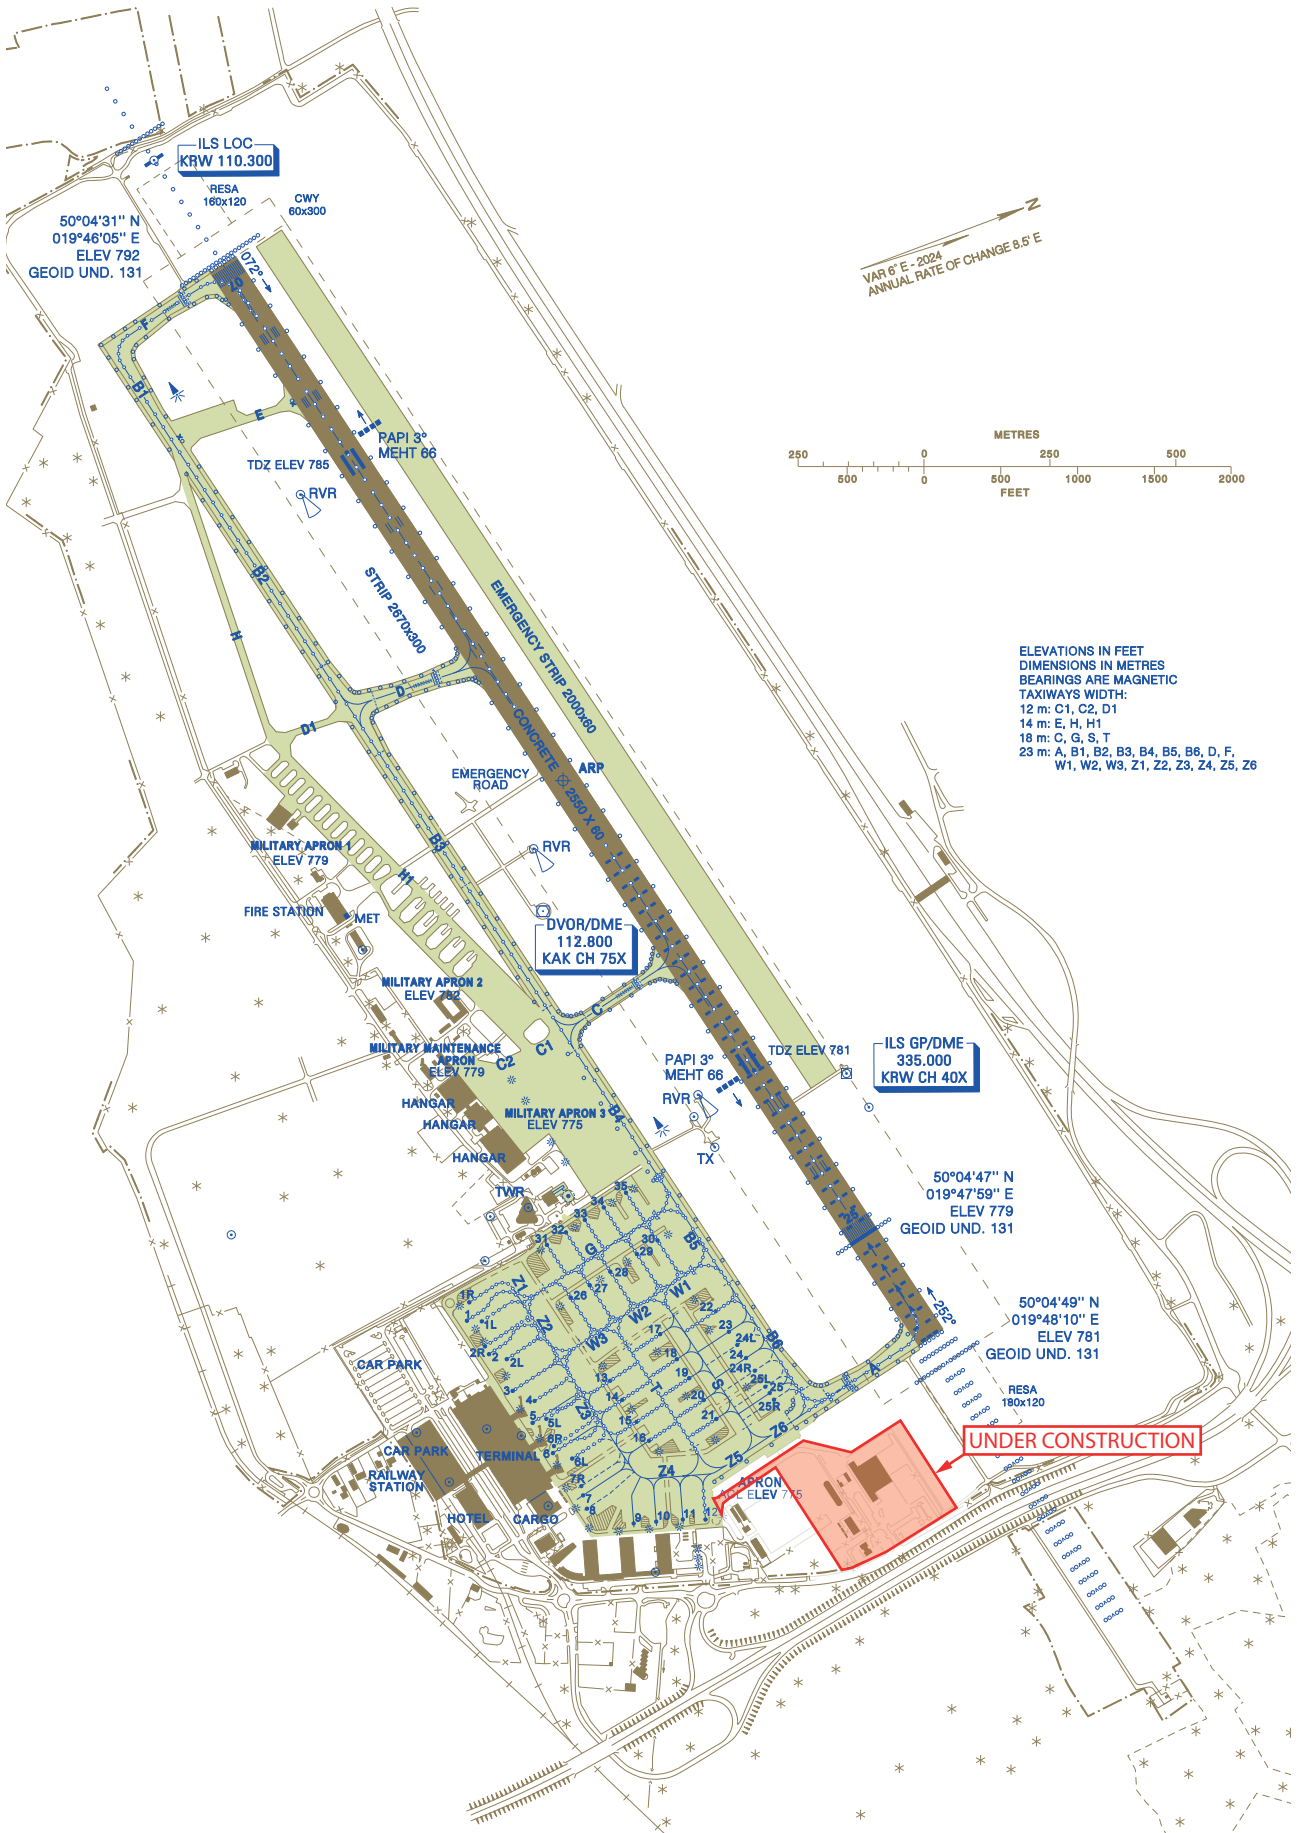 ILS LOC
KRW 110.300
RESA
160x120
CWY
60x300
50°04'31'' N
019°46'05'' E
ELEV 792
GEOID UND. 131
072°
20
F
B1
E
N
VAR 6° E - 2024
ANNUAL RATE OF CHANGE 8.5' E
PAPI 3°
MEHT 66
TDZ ELEV 785
RVR
METRES
250
0
250
500
500
0
500
1000
1500
2000
FEET
B2
H
STRIP 2670x300
EMERGENCY STRIP 2000x60
D
D1
CONCRETE 2550 X 60
ARP
ELEVATIONS IN FEET
DIMENSIONS IN METRES
BEARINGS ARE MAGNETIC
TAXIWAYS WIDTH:
12 m: C1, C2, D1
14 m: E, H, H1
18 m: C, G, S, T
23 m: A, B1, B2, B3, B4, B5, B6, D, F,
W1, W2, W3, Z1, Z2, Z3, Z4, Z5, Z6
EMERGENCY
ROAD
MILITARY APRON 1
ELEV 779
B3
RVR
H1
FIRE STATION
MET
DVOR/DME
112.800
KAK CH 75X
MILITARY APRON 2
ELEV 782
C
C1
C2
MILITARY MAINTENANCE
APRON
ELEV 779
HANGAR
HANGAR
HANGAR
MILITARY APRON 3
ELEV 775
B4
PAPI 3°
MEHT 66
RVR
TX
TDZ ELEV 781
ILS GP/DME
335.000
KRW CH 40X
TWR
50°04'47'' N
019°47'59'' E
ELEV 779
GEOID UND. 131
25
35
34
33
32
31
30
29
28
27
26
G
B5
W1
W2
W3
Z1
Z2
1R
1
1L
2R
2
2L
3
4
5
5L
6R
6
6L
7R
7
8
9
10
11
12
13
14
15
16
17
18
19
20
21
22
23
24L
24
24R
25L
25
25R
T
S
B6
A
Z3
Z4
Z5
Z6
252°
50°04'49'' N
019°48'10'' E
ELEV 781
GEOID UND. 131
RESA
180x120
CAR PARK
CAR PARK
RAILWAY
STATION
TERMINAL
HOTEL
CARGO
APRON
ELEV 775
UNDER CONSTRUCTION